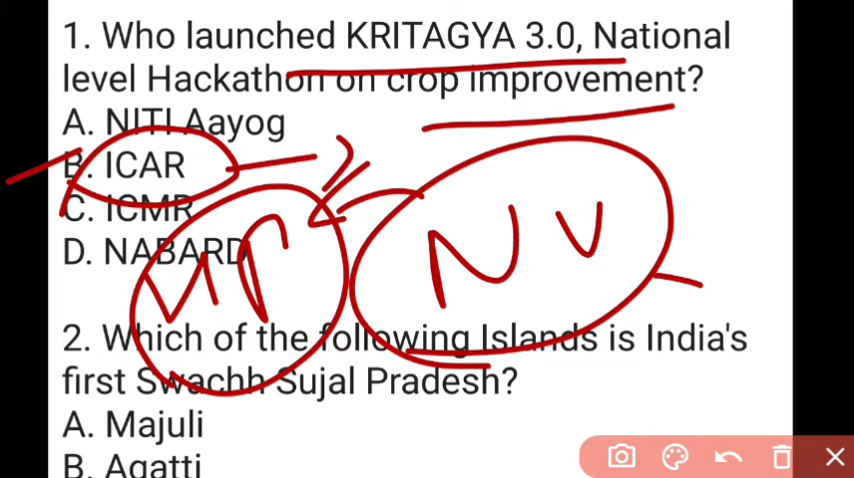 1. Who launched KRITAGYA 3.0, National
level Hackathon on crop improvement?
A. NITI Aayog
B. ICAR
C. ICMR
D. NABARD
NV
2. Which of the following Islands is India's
first Swachh Sujal Pradesh?
A. Majuli
B. Agatti